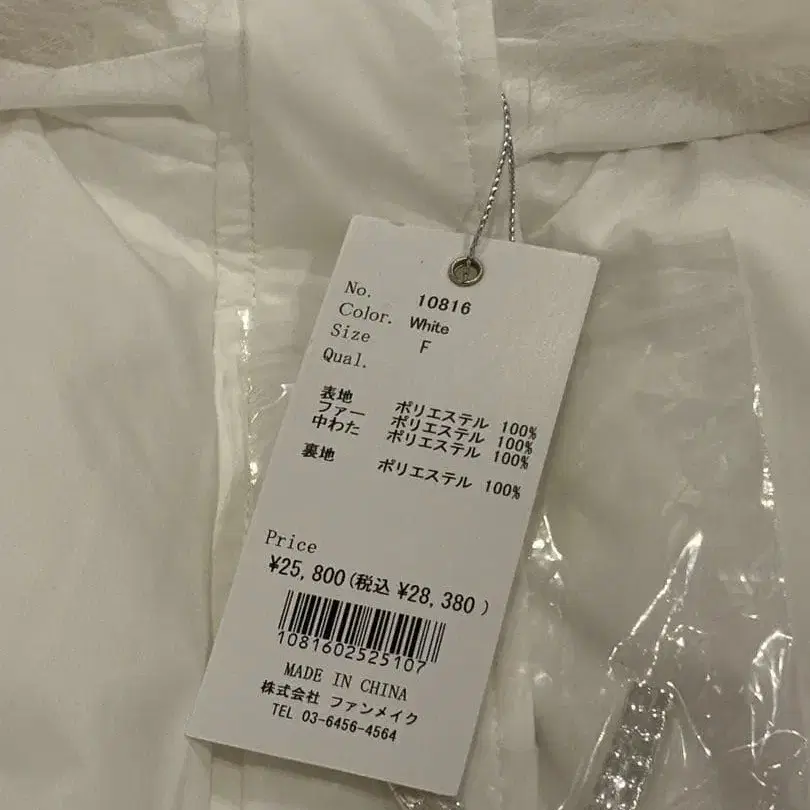 No. 10816
Color. White
Size F
Qual.
表地 ポリエステル 100%
ファー ポリエステル 100%
中わた ポリエステル 100%
裏地 ポリエステル 100%
Price
¥25,800(税込 ¥28,380 )
1081602525107
MADE IN CHINA
株式会社 ファンメイク
TEL 03-6456-4564